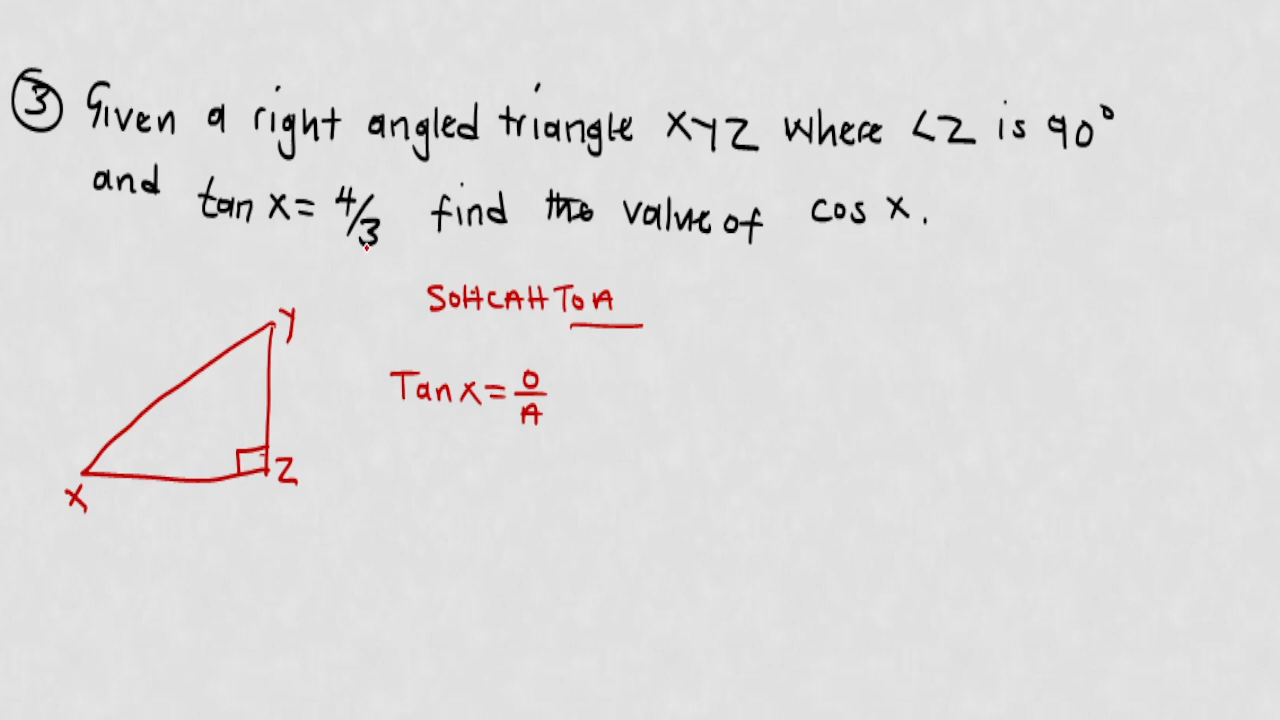 ③ Given a right angled triangle XYZ where <Z is 90°
and tan x = 4/3 find the value of cos x.
SOHCAHTOA
Y
Tan x = O/A
Z
X